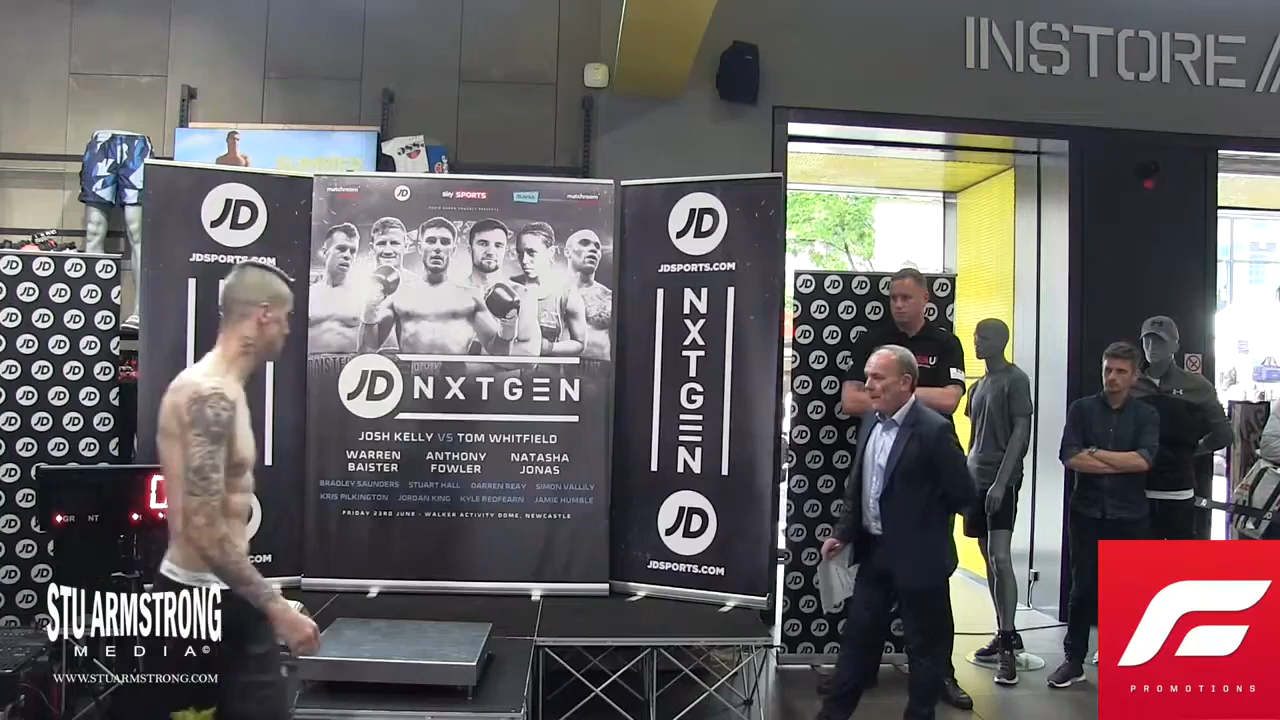 INSTORE
SUMMER
matchroom
JD
sky SPORTS
matchroom
JD
JDSPORTS.COM
JD
NXTGEN
JOSH KELLY VS TOM WHITFIELD
WARREN BAISTER
ANTHONY FOWLER
NATASHA JONAS
BRADLEY SAUNDERS STUART HALL DARREN REAY SIMON VALLILY
KRIS PILKINGTON JORDAN KING KYLE REDFEARN JAMIE HUMBLE
FRIDAY 23RD JUNE - WALKER ACTIVITY DOME, NEWCASTLE
JD
JDSPORTS.COM
NXTGEN
JD
JDSPORTS.COM
GR NT
STU ARMSTRONG
MEDIA©
WWW.STUARMSTRONG.COM
PROMOTIONS